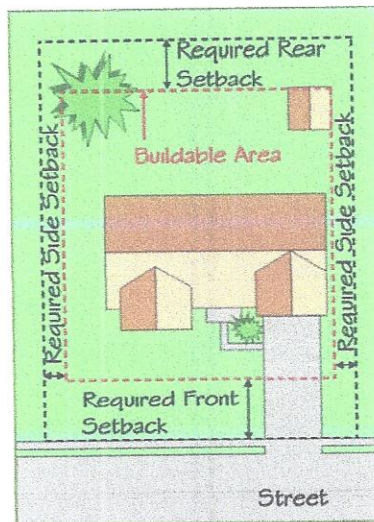 Required Rear
Setback
Buildable Area
Required Side Setback
Required Side Setback
Required Front
Setback
Street